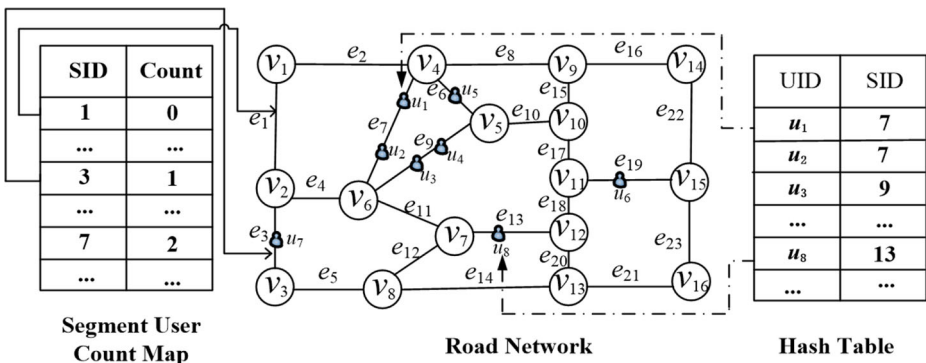 SID Count
1 0
... ...
3 1
... ...
7 2
... ...
Segment User
Count Map
v1 e2 v4 e8 v9 e16 v14
e6 u5 e15
u1
e1 e7 v5 e10 v10 e22
e9
u2 u4 e17
u3 e19
v2 e4 v11 v15
v6 u6
e11 e18
e3 u7 v7 e13 v12 e23
e12 u8 e20
e5 e14 e21
v3 v8 v13 v16
Road Network
UID SID
u1 7
u2 7
u3 9
... ...
u8 13
... ...
Hash Table